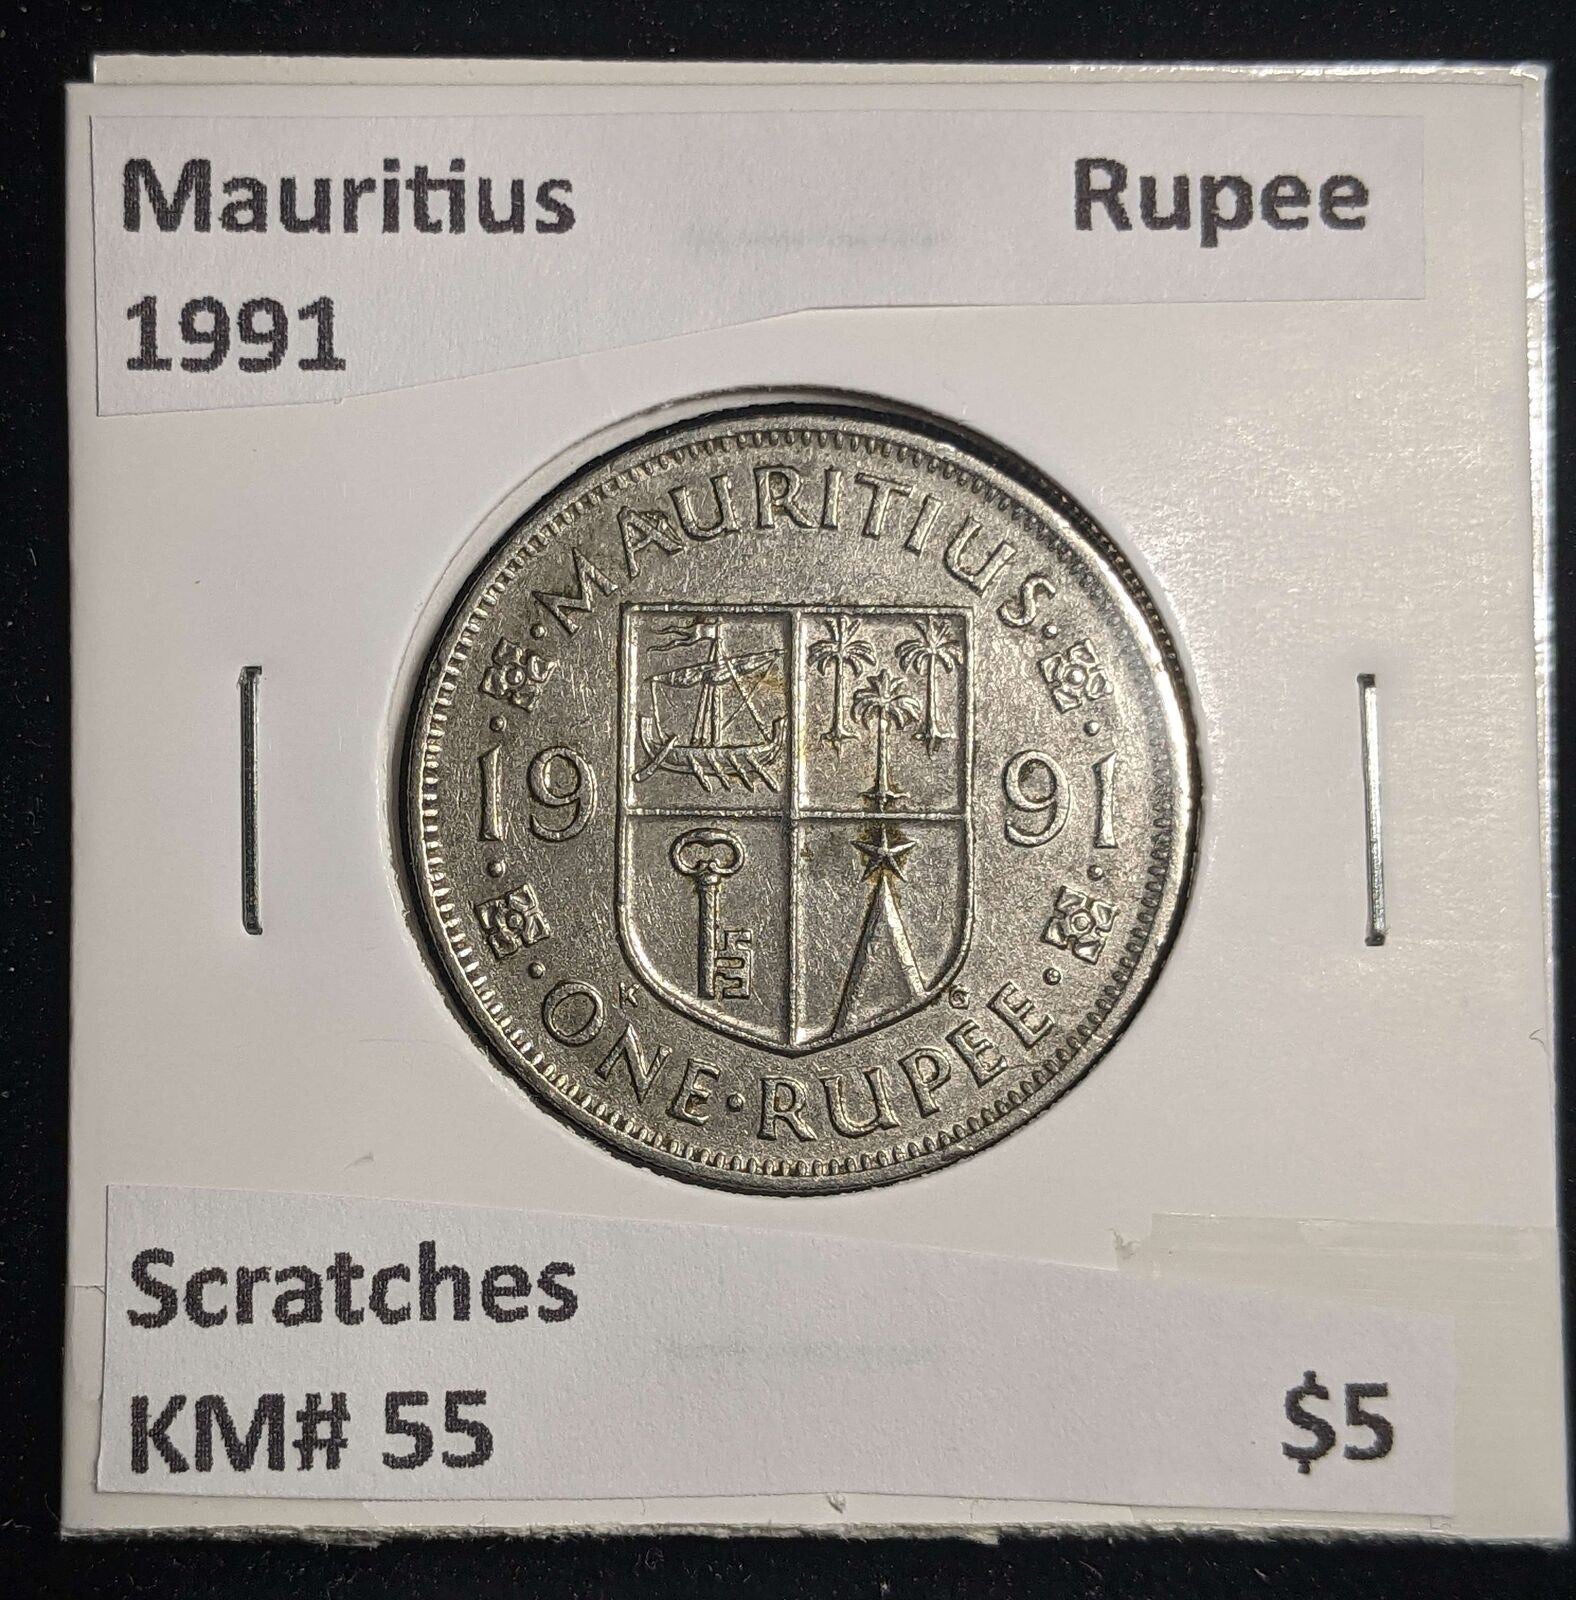 Mauritius Rupee
1991
·MAURITIUS·
19 91
K G
·ONE·RUPEE·
Scratches
KM# 55 $5